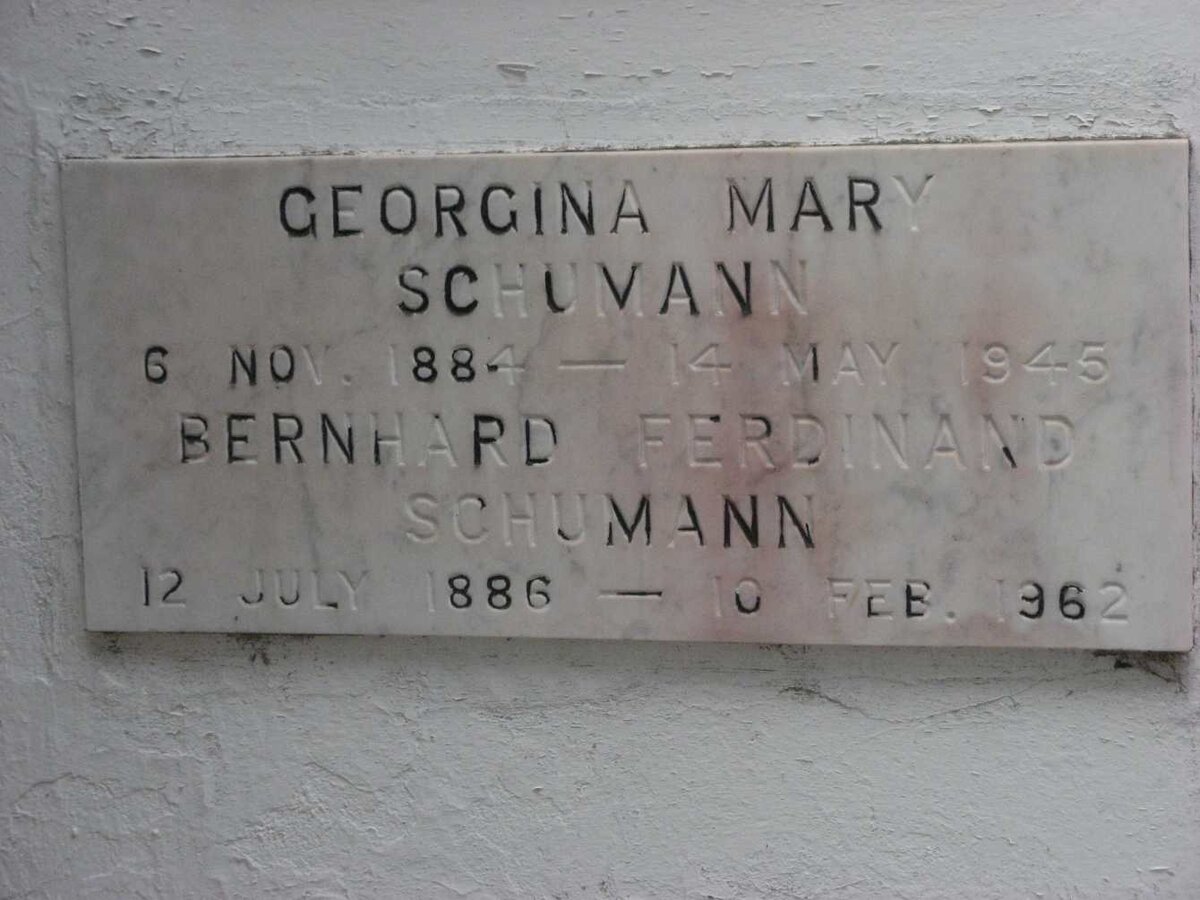 GEORGINA MARY
SCHUMANN
6 NOV. 1884 — 14 MAY 1945
BERNHARD FERDINAND
SCHUMANN
12 JULY 1886 — 10 FEB. 1962